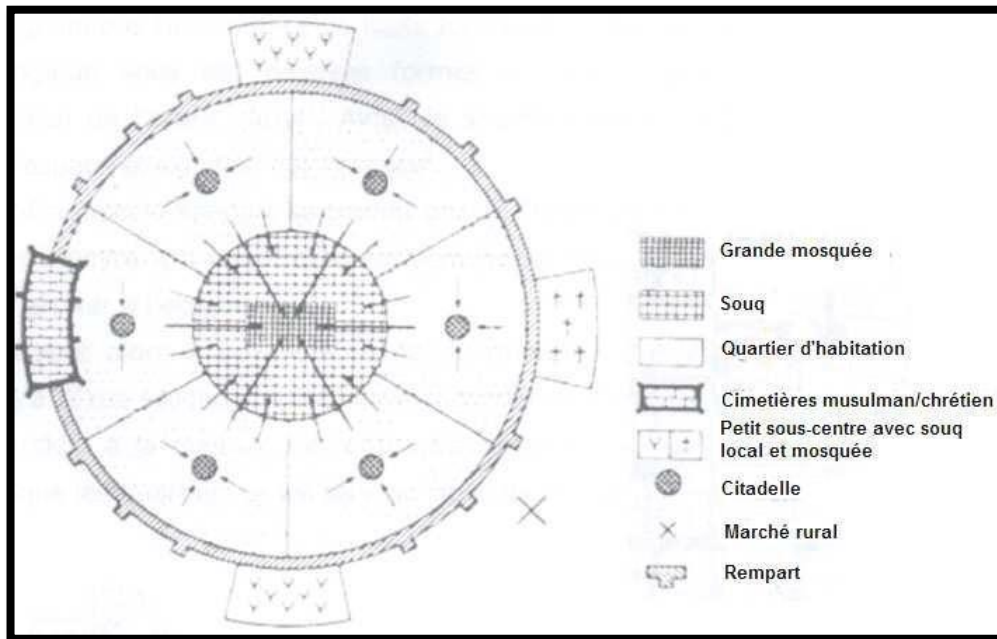 Grande mosquée
Souq
Quartier d'habitation
Cimetières musulman/chrétien
Petit sous-centre avec souq
local et mosquée
Citadelle
Marché rural
Rempart